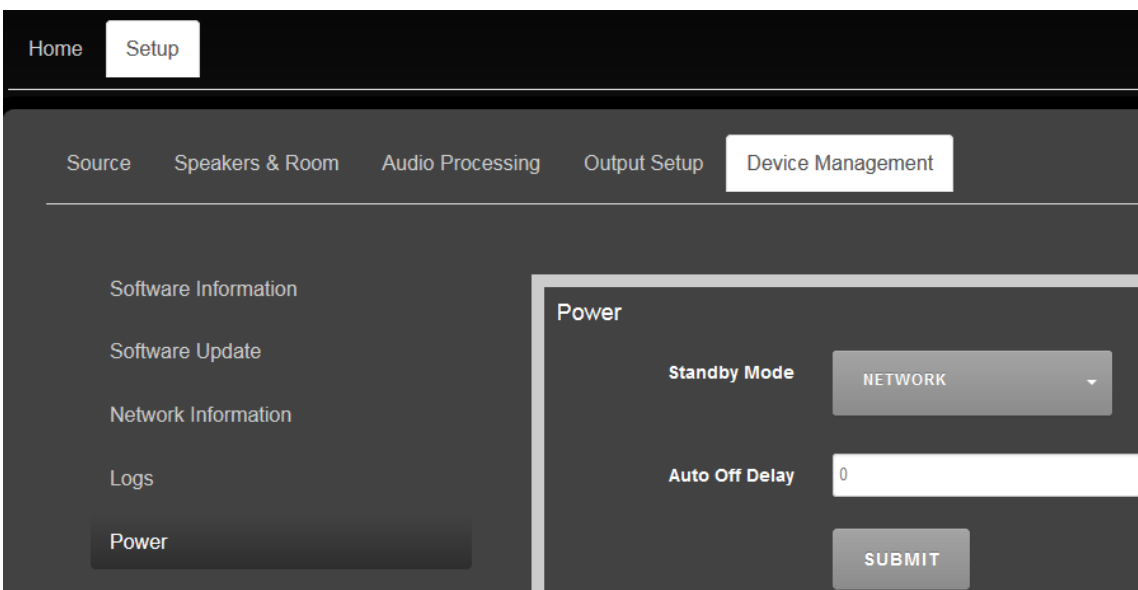 Home Setup
Source Speakers & Room Audio Processing Output Setup Device Management
Software Information
Software Update
Network Information
Logs
Power
Power
Standby Mode NETWORK
Auto Off Delay 0
SUBMIT